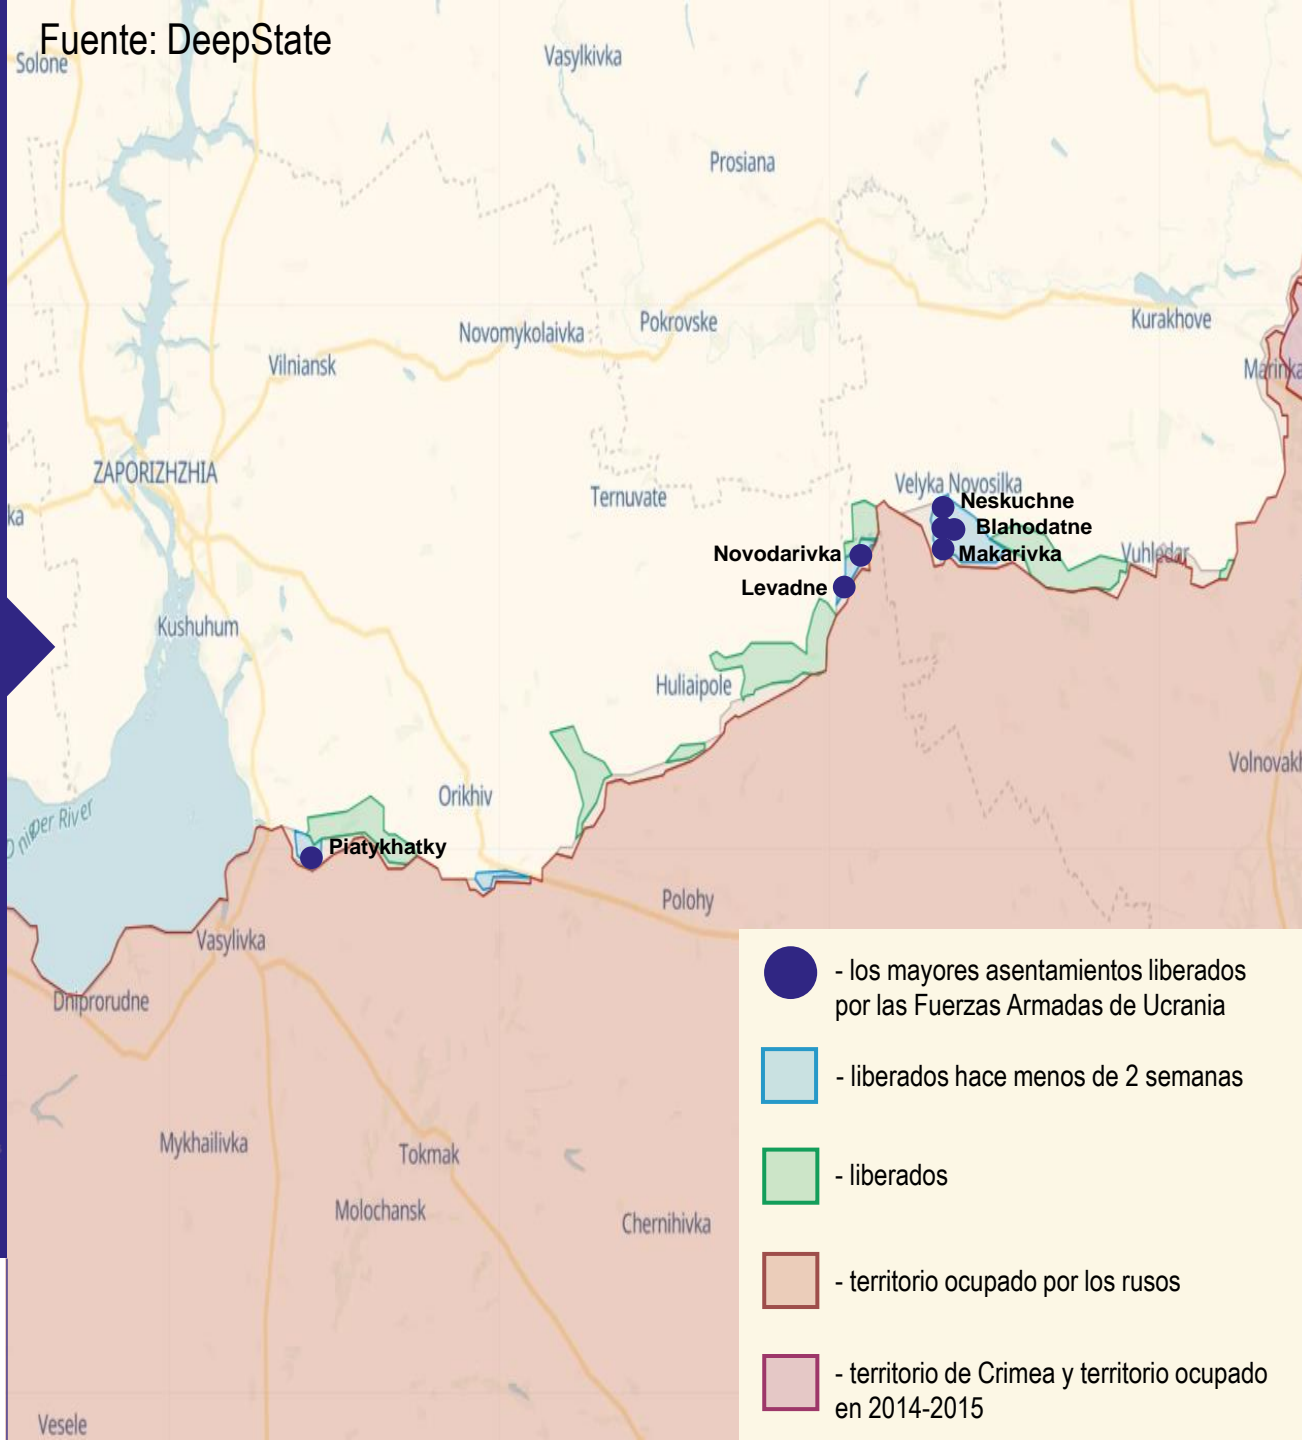 Fuente: DeepState
Solone
Vasylkivka
Prosiana
Kurakhove
Pokrovske
Novomykolaivka
Vilniansk
Marinka
ZAPORIZHZHIA
Velyka Novosilka
Ternuvate
Neskuchne
ka
Blahodatne
Novodarivka
Makarivka
Vuhledar
Levadne
Kushuhum
Huliaipole
Volnovakh
Orikhiv
Dnipper River
Piatykhatky
Polohy
Vasylivka
Dniprorudne
Mykhailivka
Tokmak
Molochansk
Chernihivka
Vesele
- los mayores asentamientos liberados
por las Fuerzas Armadas de Ucrania
- liberados hace menos de 2 semanas
- liberados
- territorio ocupado por los rusos
- territorio de Crimea y territorio ocupado
en 2014-2015